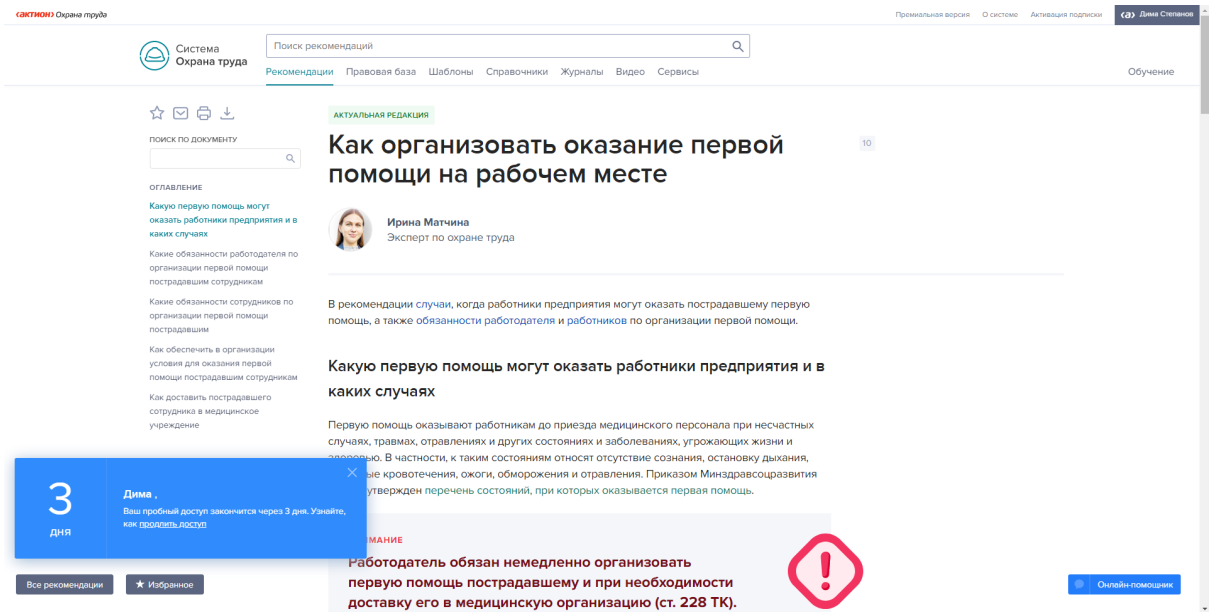 (актион) Охрана труда
Премиальная версия О системе Активация подписки (а) Дима Степанов
Система
Охрана труда
Поиск рекомендаций
Рекомендации Правовая база Шаблоны Справочники Журналы Видео Сервисы
Обучение
АКТУАЛЬНАЯ РЕДАКЦИЯ
Как организовать оказание первой
помощи на рабочем месте
10
Ирина Матчина
Эксперт по охране труда
ПОИСК ПО ДОКУМЕНТУ
ОГЛАВЛЕНИЕ
Какую первую помощь могут
оказать работники предприятия и в
каких случаях
Какие обязанности работодателя по
организации первой помощи
пострадавшим сотрудникам
Какие обязанности сотрудников по
организации первой помощи
пострадавшим
Как обеспечить в организации
условия для оказания первой
помощи пострадавшим сотрудникам
Как доставить пострадавшего
сотрудника в медицинское
учреждение
В рекомендации случаи, когда работники предприятия могут оказать пострадавшему первую
помощь, а также обязанности работодателя и работников по организации первой помощи.
Какую первую помощь могут оказать работники предприятия и в
каких случаях
Первую помощь оказывают работникам до приезда медицинского персонала при несчастных
случаях, травмах, отравлениях и других состояниях и заболеваниях, угрожающих жизни и
здоровью. В частности, к таким состояниям относят отсутствие сознания, остановку дыхания,
ые кровотечения, ожоги, обморожения и отравления. Приказом Минздравсоцразвития
утвержден перечень состояний, при которых оказывается первая помощь.
МАНИЕ
Работодатель обязан немедленно организовать
первую помощь пострадавшему и при необходимости
доставку его в медицинскую организацию (ст. 228 ТК).
3
дня
Дима ,
Ваш пробный доступ закончится через 3 дня. Узнайте,
как продлить доступ
Все рекомендации
Избранное
Онлайн-помощник